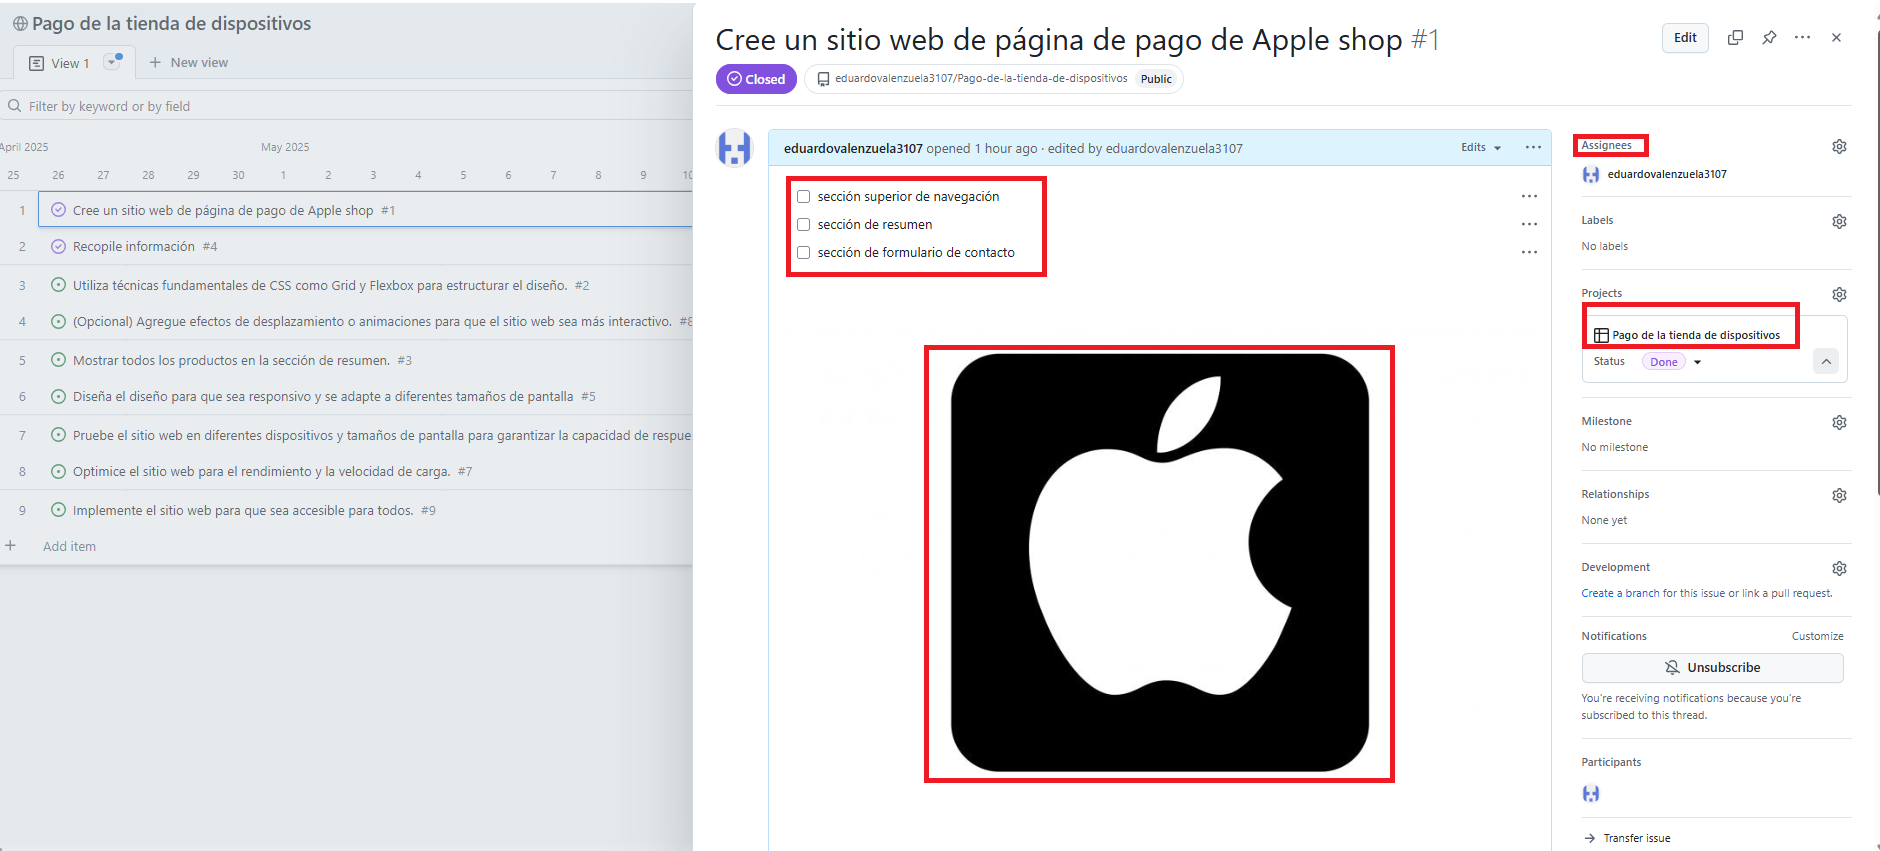 Pago de la tienda de dispositivos
View 1
New view
Filter by keyword or by field
April 2025
May 2025
25 26 27 28 29 30 1 2 3 4 5 6 7 8 9 10
1 Cree un sitio web de página de pago de Apple shop #1
2 Recopile información #4
3 Utiliza técnicas fundamentales de CSS como Grid y Flexbox para estructurar el diseño. #2
4 (Opcional) Agregue efectos de desplazamiento o animaciones para que el sitio web sea más interactivo. #8
5 Mostrar todos los productos en la sección de resumen. #3
6 Diseña el diseño para que sea responsivo y se adapte a diferentes tamaños de pantalla #5
7 Pruebe el sitio web en diferentes dispositivos y tamaños de pantalla para garantizar la capacidad de respue
8 Optimice el sitio web para el rendimiento y la velocidad de carga. #7
9 Implemente el sitio web para que sea accesible para todos. #9
+ Add item
Cree un sitio web de página de pago de Apple shop #1
Edit
Closed
eduardovalenzuela3107/Pago-de-la-tienda-de-dispositivos Public
eduardovalenzuela3107 opened 1 hour ago · edited by eduardovalenzuela3107
Edits
sección superior de navegación
sección de resumen
sección de formulario de contacto
Assignees
eduardovalenzuela3107
Labels
No labels
Projects
Pago de la tienda de dispositivos
Status Done
Milestone
No milestone
Relationships
None yet
Development
Create a branch for this issue or link a pull request.
Notifications
Customize
Unsubscribe
You're receiving notifications because you're
subscribed to this thread.
Participants
Transfer issue